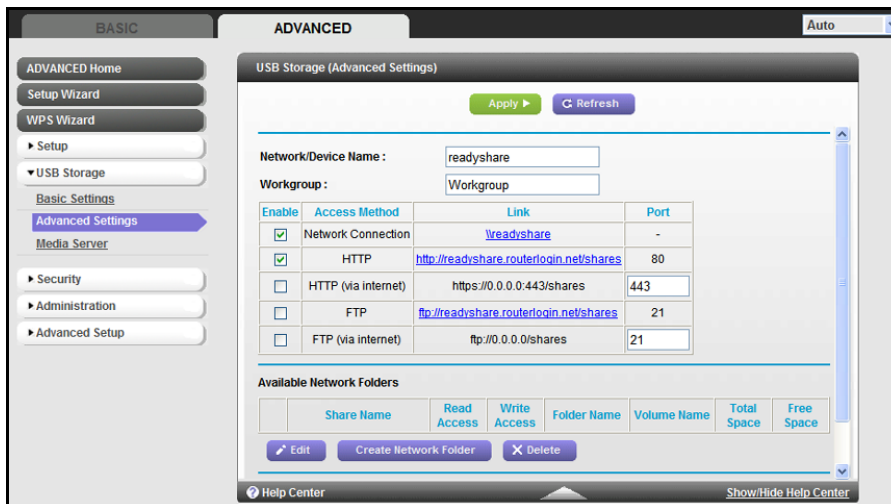 BASIC
ADVANCED
Auto
ADVANCED Home
Setup Wizard
WPS Wizard
Setup
USB Storage
Basic Settings
Advanced Settings
Media Server
Security
Administration
Advanced Setup
USB Storage (Advanced Settings)
Apply
Refresh
Network/Device Name :
readyshare
Workgroup :
Workgroup
Enable Access Method Link Port
Network Connection \\readyshare -
HTTP http://readyshare.routerlogin.net/shares 80
HTTP (via internet) https://0.0.0.0:443/shares 443
FTP ftp://readyshare.routerlogin.net/shares 21
FTP (via internet) ftp://0.0.0.0/shares 21
Available Network Folders
Share Name Read Access Write Access Folder Name Volume Name Total Space Free Space
Edit
Create Network Folder
X Delete
Help Center
Show/Hide Help Center